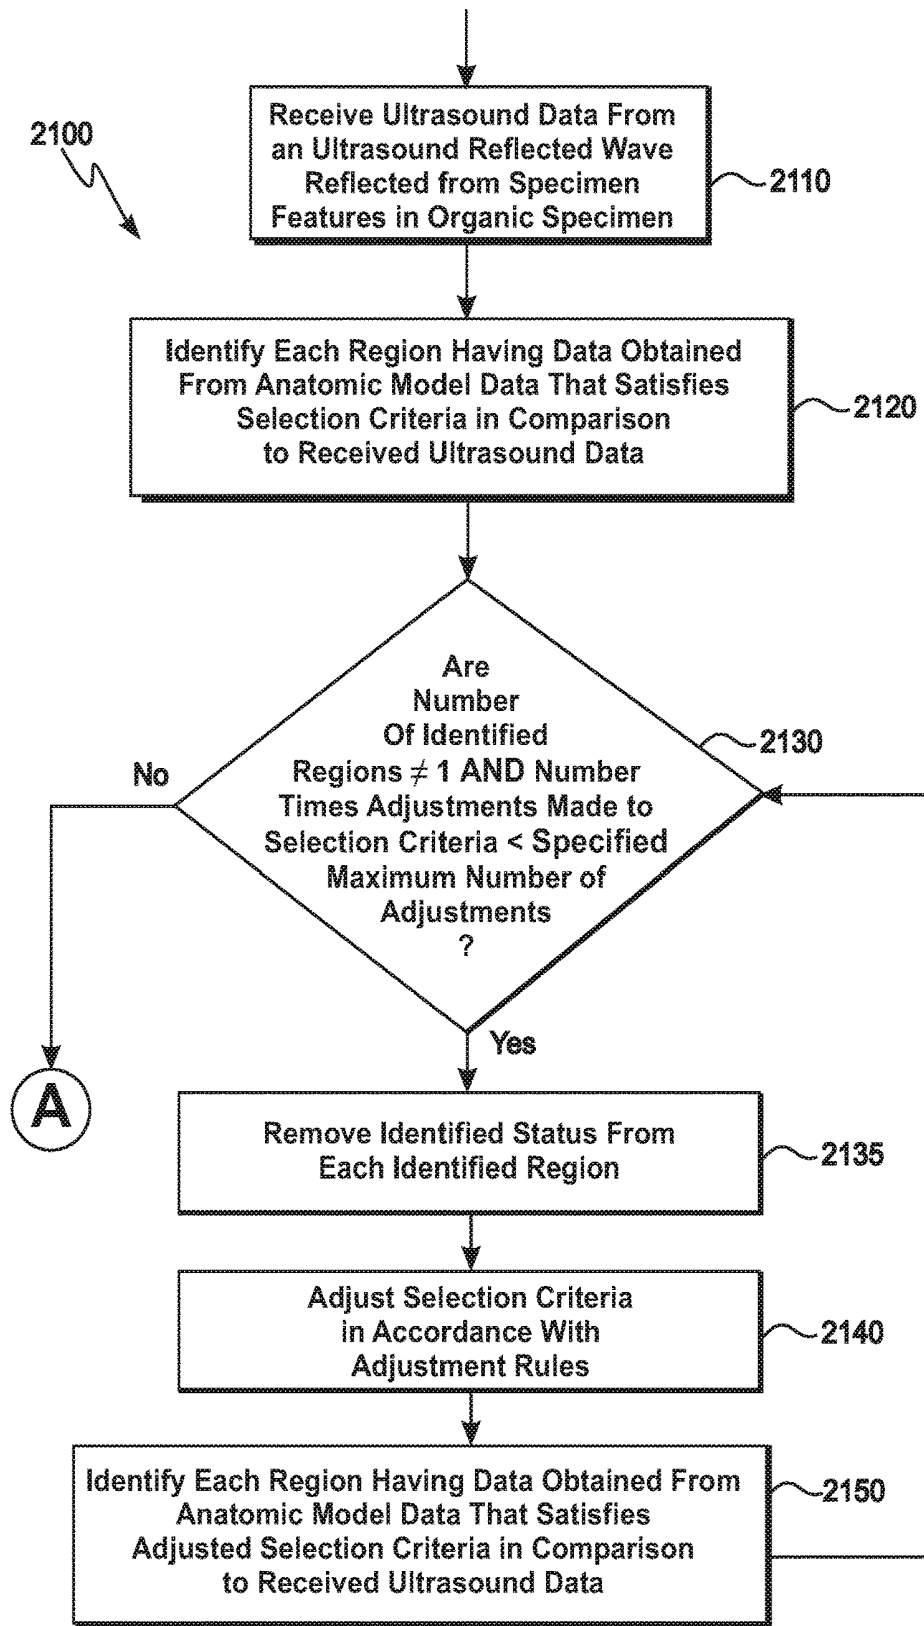 2100
Receive Ultrasound Data From
an Ultrasound Reflected Wave
Reflected from Specimen
Features in Organic Specimen
2110
Identify Each Region Having Data Obtained
From Anatomic Model Data That Satisfies
Selection Criteria in Comparison
to Received Ultrasound Data
2120
Are
Number
Of Identified
Regions ≠ 1 AND Number
Times Adjustments Made to
Selection Criteria < Specified
Maximum Number of
Adjustments
?
2130
No
Yes
A
Remove Identified Status From
Each Identified Region
2135
Adjust Selection Criteria
in Accordance With
Adjustment Rules
2140
Identify Each Region Having Data Obtained From
Anatomic Model Data That Satisfies
Adjusted Selection Criteria in Comparison
to Received Ultrasound Data
2150